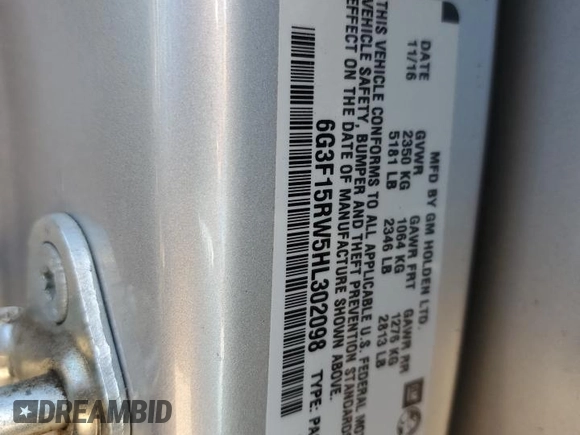 MFD BY GM HOLDEN LTD.
DATE GVWR GAWR FRT GAWR RR
11/16 2350 KG 1064 KG 1276 KG
5181 LB 2346 LB 2813 LB
THIS VEHICLE CONFORMS TO ALL APPLICABLE U.S. FEDERAL
VEHICLE SAFETY, BUMPER AND THEFT PREVENTION
EFFECT ON THE DATE OF MANUFACTURE SHOWN ABOVE.
6G3F15RW5HL302098 TYPE:
DREAMBID